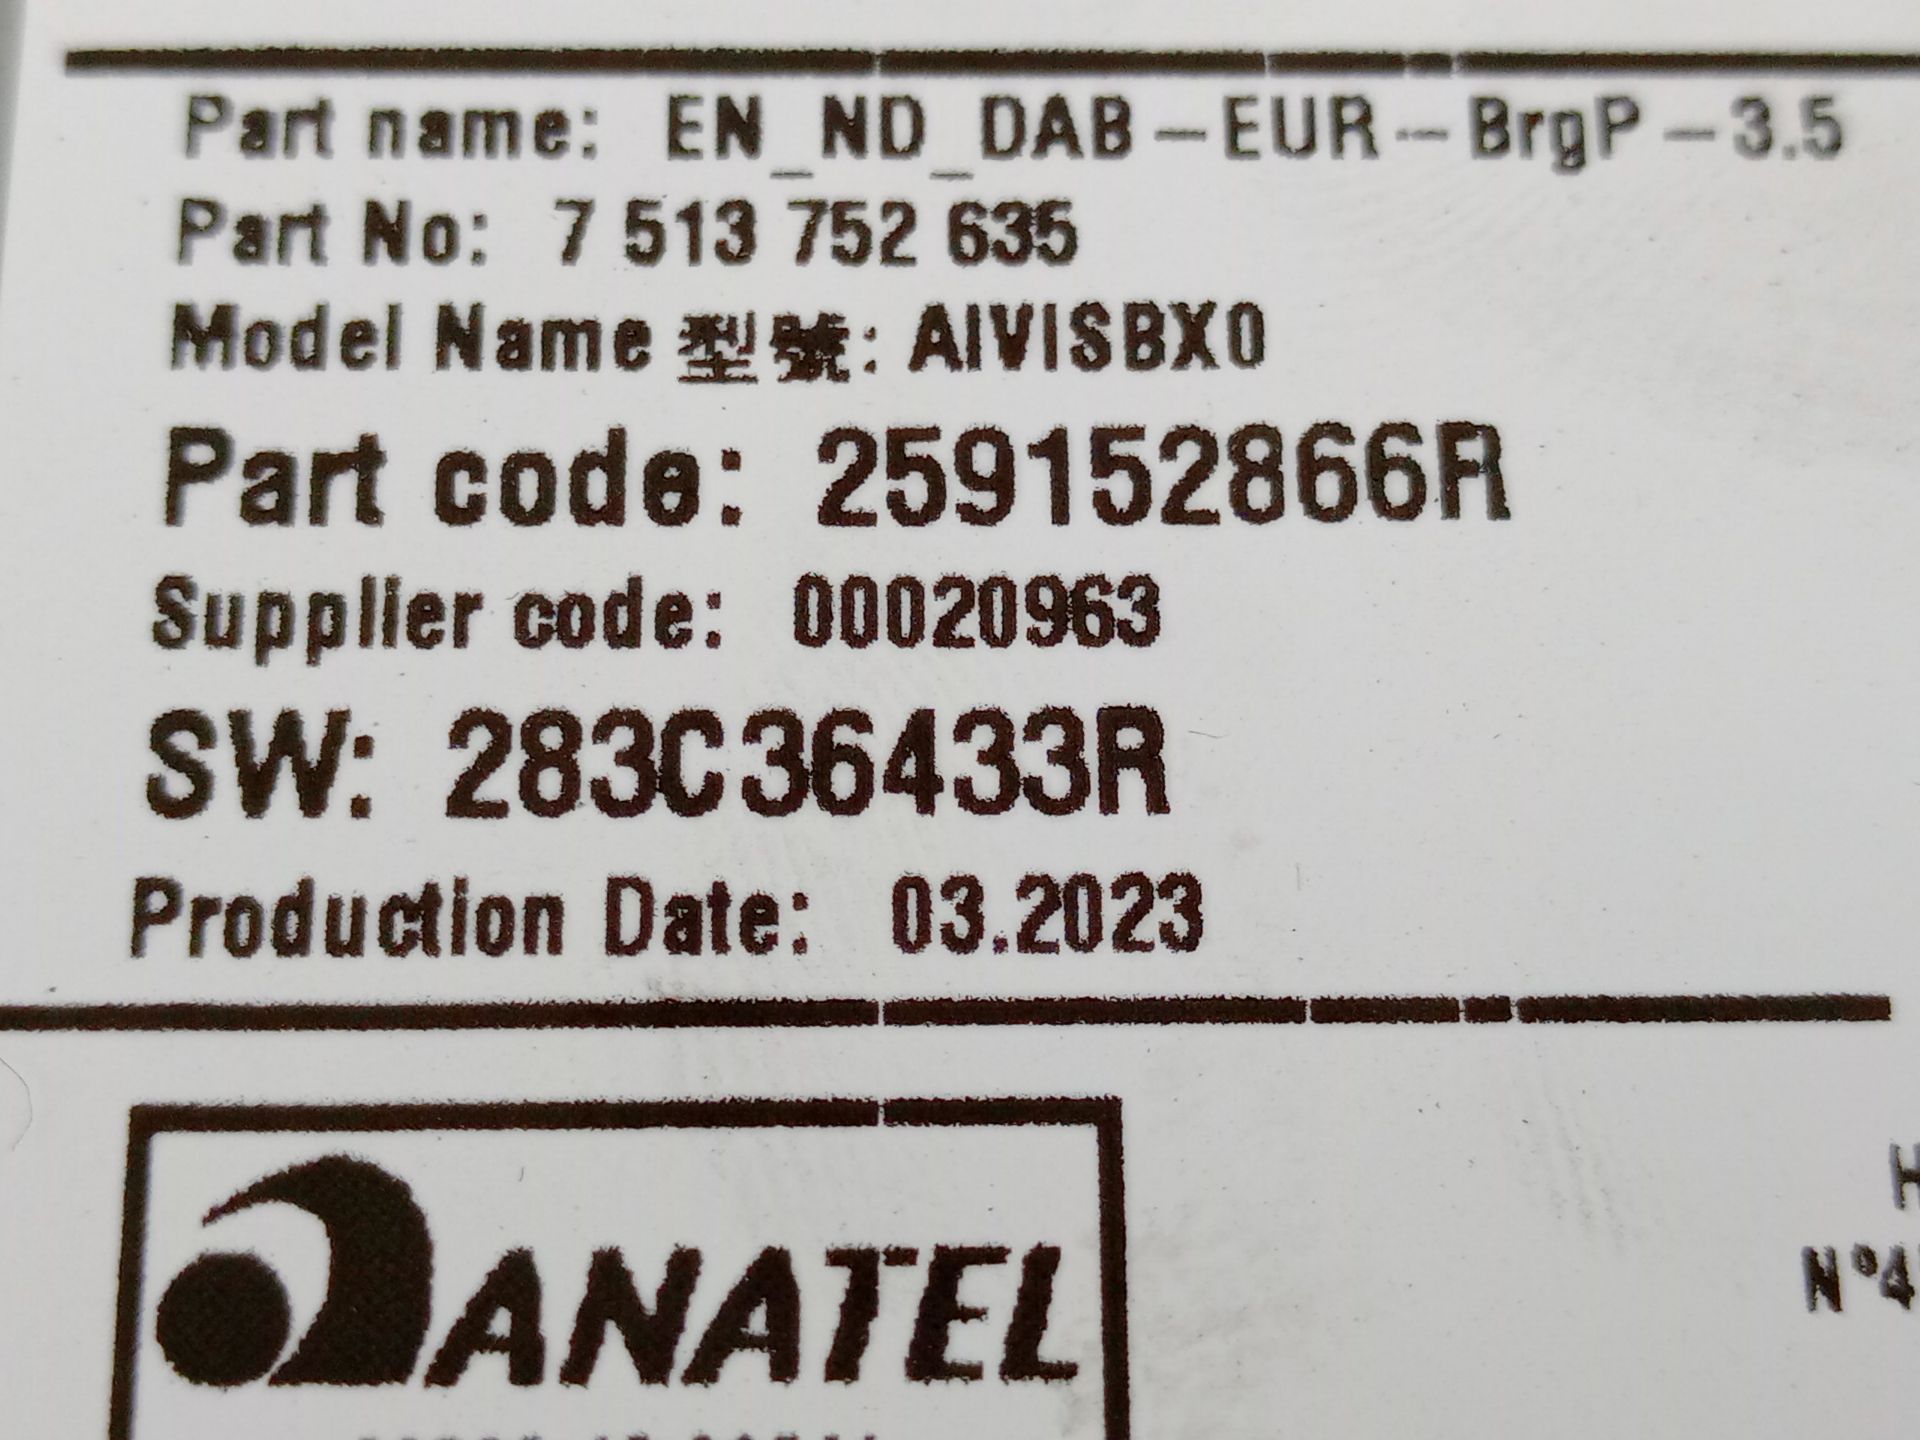 Part name: EN_ND_DAB-EUR-BrgP-3.5
Part No: 7 513 752 635
Model Name 型號: AIVISBX0
Part code: 259152866R
Supplier code: 00020963
SW: 283C36433R
Production Date: 03.2023
ANATEL
H
N°4